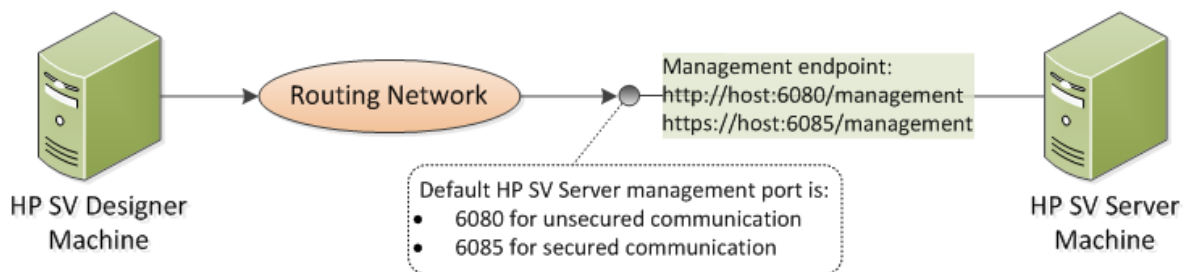 HP SV Designer
Machine
Routing Network
Management endpoint:
http://host:6080/management
https://host:6085/management
Default HP SV Server management port is:
• 6080 for unsecured communication
• 6085 for secured communication
HP SV Server
Machine